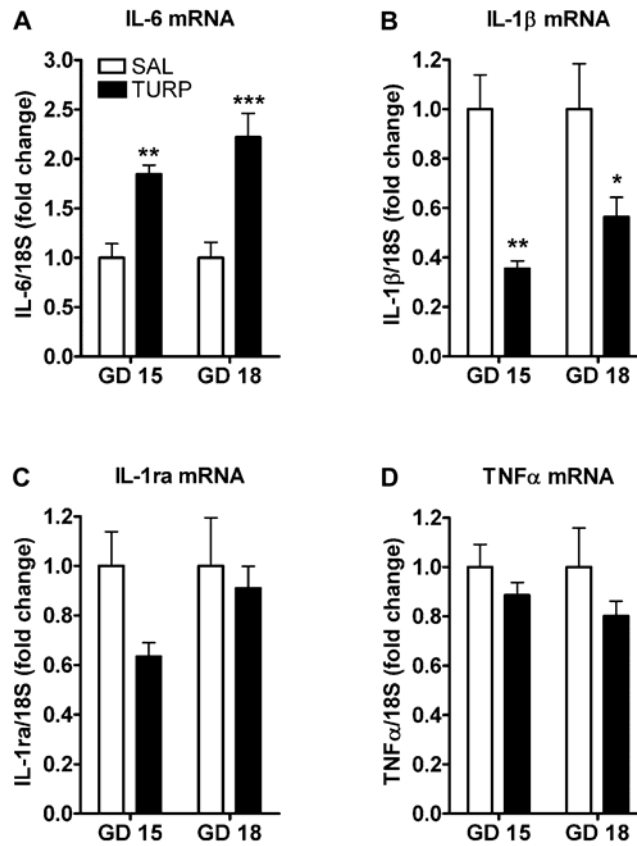 A
IL-6 mRNA
SAL
TURP
IL-6/18S (fold change)
3.0
2.5
2.0
1.5
1.0
0.5
0.0
**
***
GD 15
GD 18
B
IL-1β mRNA
IL-1β/18S (fold change)
1.2
1.0
0.8
0.6
0.4
0.2
0.0
**
*
GD 15
GD 18
C
IL-1ra mRNA
IL-1ra/18S (fold change)
1.2
1.0
0.8
0.6
0.4
0.2
0.0
GD 15
GD 18
D
TNFα mRNA
TNFα/18S (fold change)
1.2
1.0
0.8
0.6
0.4
0.2
0.0
GD 15
GD 18